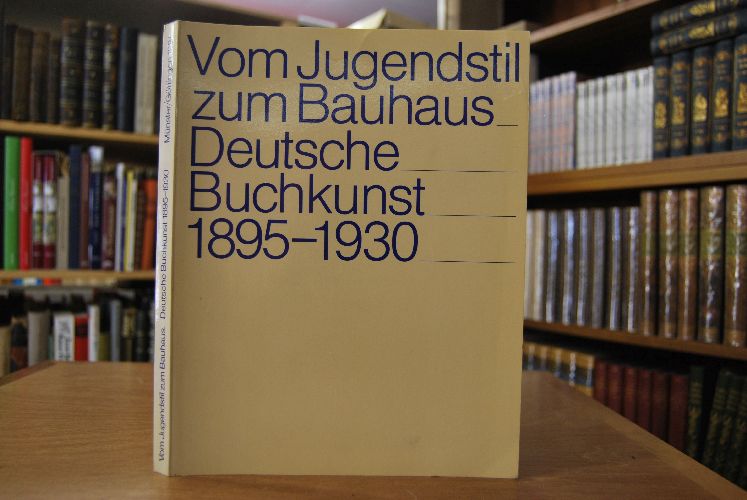 Vom Jugendstil
zum Bauhaus
Deutsche
Buchkunst
1895–1930
Vom Jugendstil zum Bauhaus. Deutsche Buchkunst 1895–1930